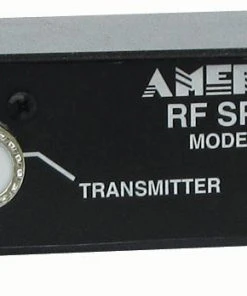 AMER
RF SP
MODE
TRANSMITTER